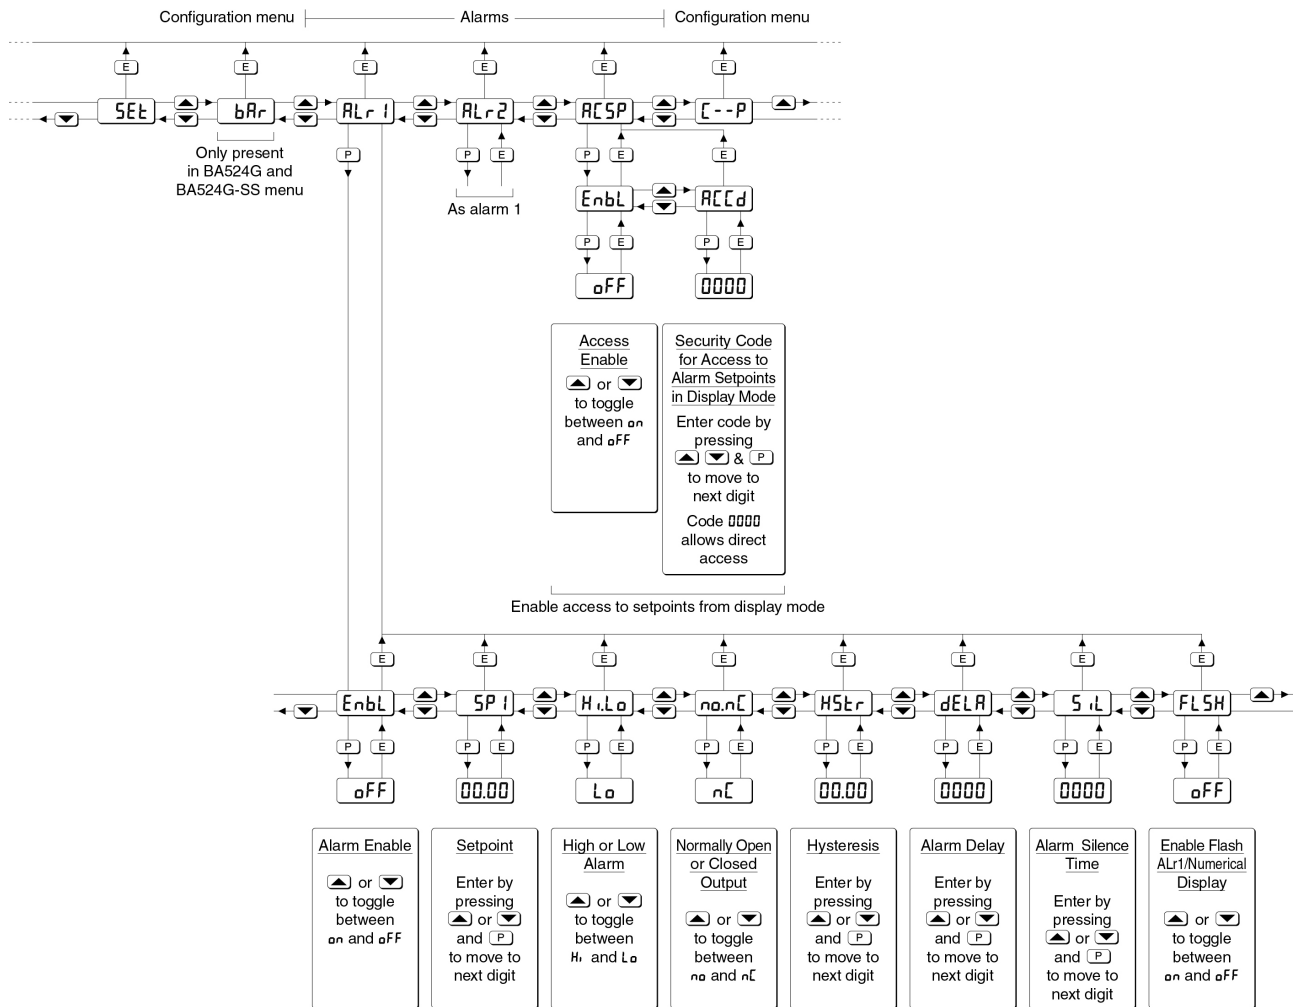 Configuration menu Alarms Configuration menu
E E E E E E
SEt bAr ALr1 ALr2 ACSP C--P
Only present
in BA524G and
BA524G-SS menu
P P E P E E
As alarm 1
EnbL ACCd
P E P E
oFF 0000
Access
Enable
or
to toggle
between on
and oFF
Security Code
for Access to
Alarm Setpoints
in Display Mode
Enter code by
pressing
& P
to move to
next digit
Code 0000
allows direct
access
Enable access to setpoints from display mode
E E E E E E E E
EnbL SP1 Hi.Lo no.nC HStr dELA SiL FLSH
P E P E P E P E P E P E P E P E
oFF 00.00 Lo nC 00.00 0000 0000 oFF
Alarm Enable
or
to toggle
between
on and oFF
Setpoint
Enter by
pressing
or
and P
to move to
next digit
High or Low
Alarm
or
to toggle
between
Hi and Lo
Normally Open
or Closed
Output
or
to toggle
between
no and nC
Hysteresis
Enter by
pressing
or
and P
to move to
next digit
Alarm Delay
Enter by
pressing
or
and P
to move to
next digit
Alarm Silence
Time
Enter by
pressing
or
and P
to move to
next digit
Enable Flash
ALr1/Numerical
Display
or
to toggle
between
on and oFF